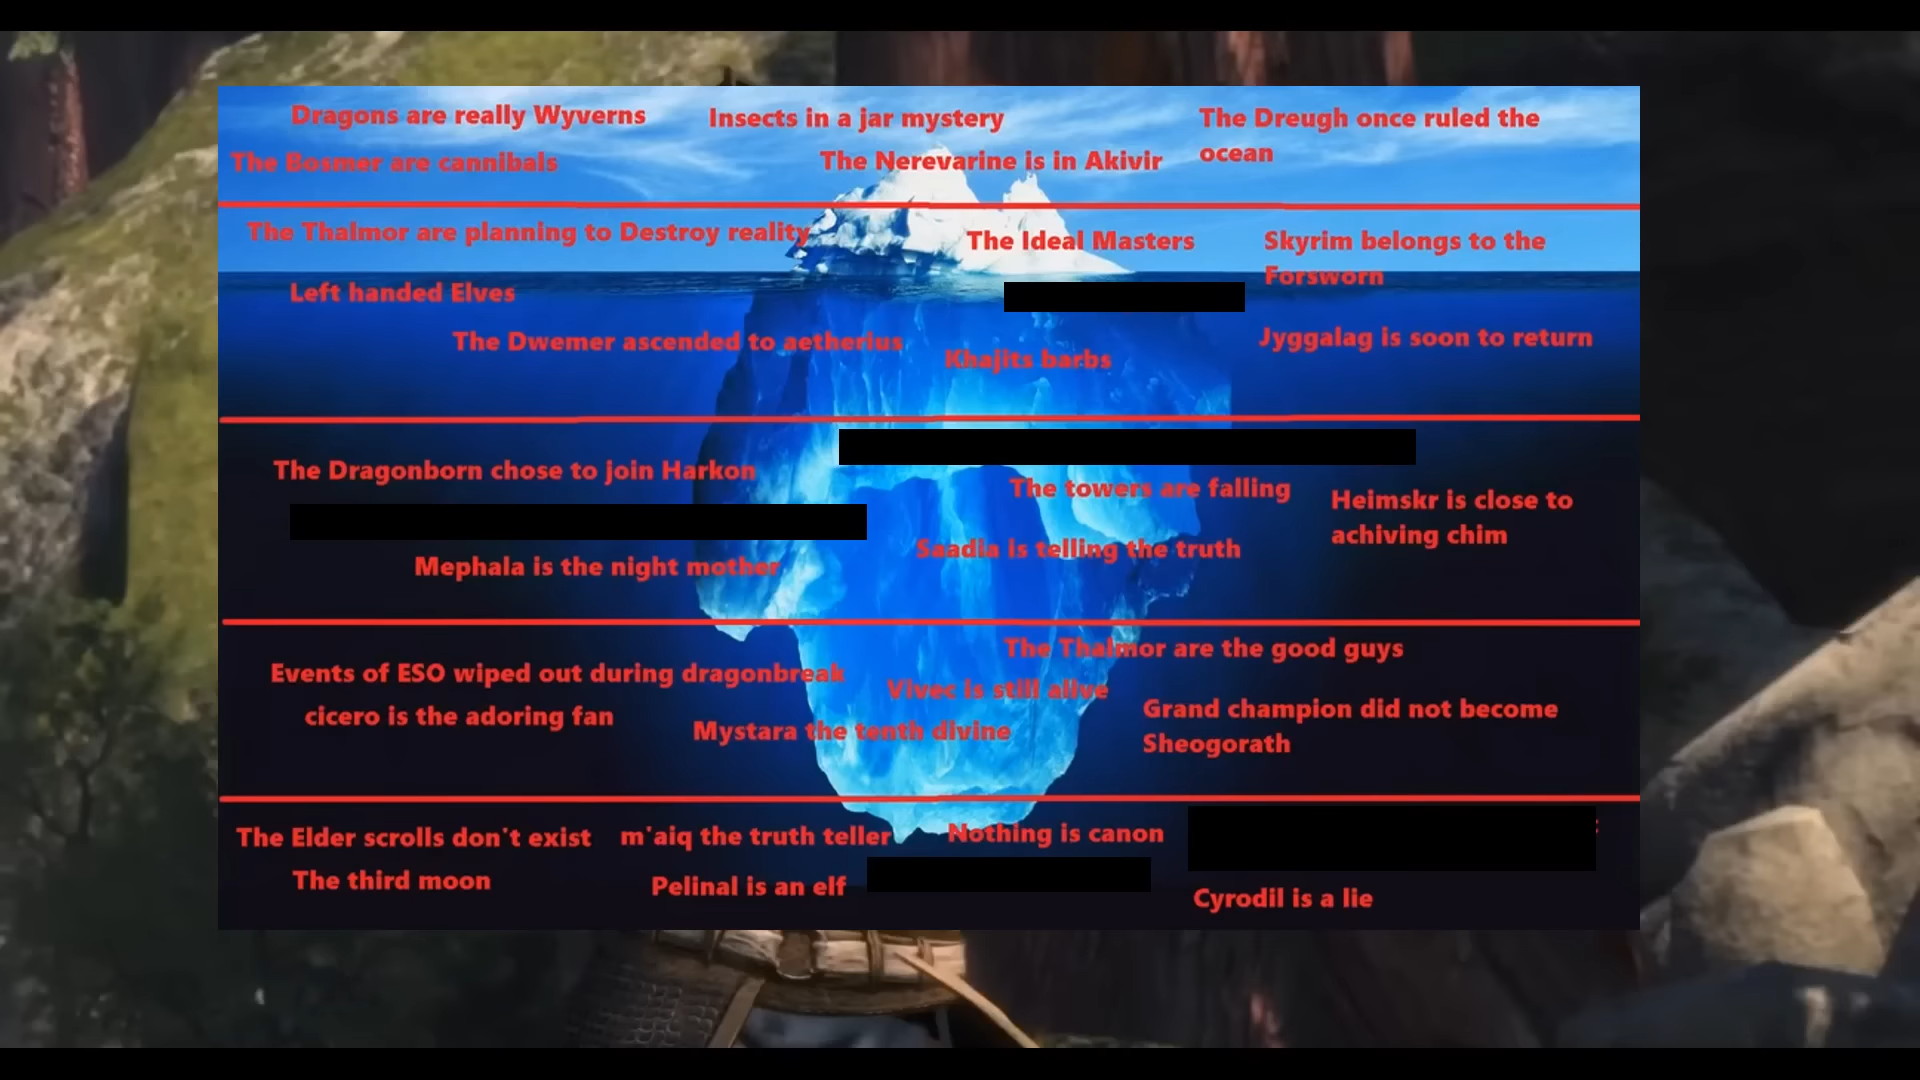 Dragons are really Wyverns
Insects in a jar mystery
The Dreugh once ruled the
ocean
The Bosmer are cannibals
The Nerevarine is in Akivir
The Thalmor are planning to Destroy reality
The Ideal Masters
Skyrim belongs to the
Forsworn
Left handed Elves
The Dwemer ascended to aetherius
Khajits barbs
Jyggalag is soon to return
The Dragonborn chose to join Harkon
The towers are falling
Heimskr is close to
achiving chim
Saadia is telling the truth
Mephala is the night mother
The Thalmor are the good guys
Events of ESO wiped out during dragonbreak
Vivec is still alive
cicero is the adoring fan
Mystara the tenth divine
Grand champion did not become
Sheogorath
The Elder scrolls don't exist
m'aiq the truth teller
Nothing is canon
The third moon
Pelinal is an elf
Cyrodil is a lie